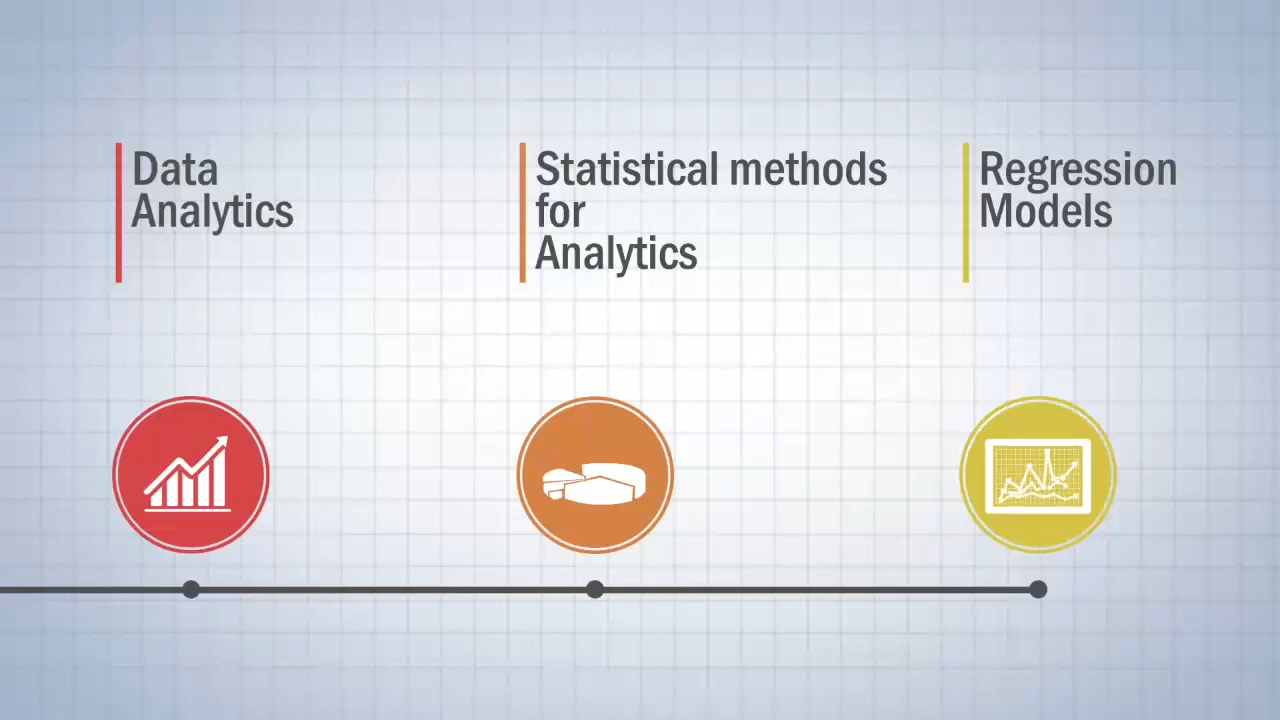 Data
Analytics
Statistical methods
for
Analytics
Regression
Models